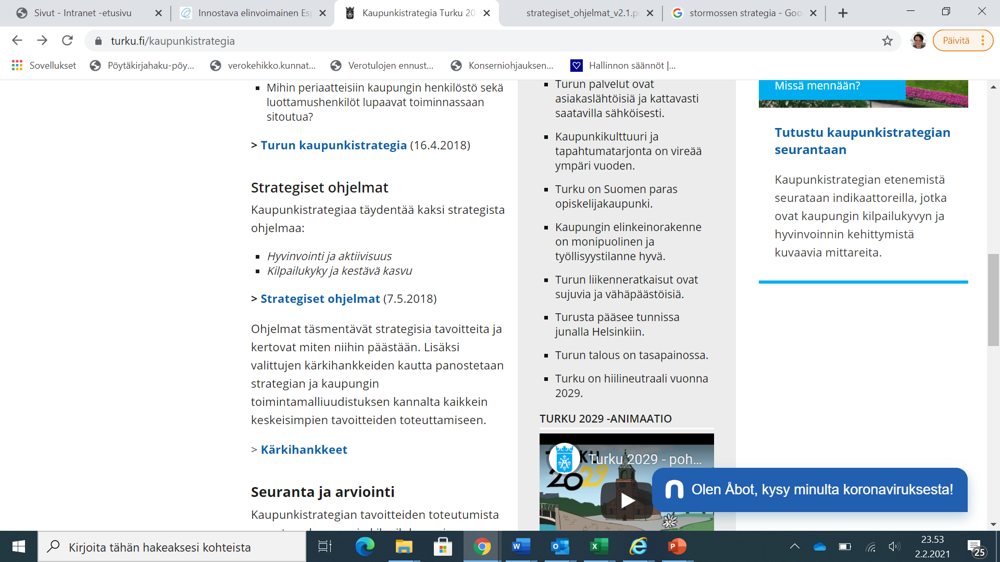 Sivut - Intranet -etusivu
Innostava elinvoimainen Esp
Kaupunkistrategia Turku 20
strategiset_ohjelmat_v2.1.p
stormossen strategia - Goo
turku.fi/kaupunkistrategia
Päivitä
Sovellukset
Pöytäkirjahaku-pöy...
verokehikko.kunnat...
Verotulojen ennust...
Konserniohjauksen...
Hallinnon säännöt |...
Mihin periaatteisiin kaupungin henkilöstö sekä
luottamushenkilöt lupaavat toiminnassaan
sitoutua?
> Turun kaupunkistrategia (16.4.2018)
Strategiset ohjelmat
Kaupunkistrategiaa täydentää kaksi strategista
ohjelmaa:
Hyvinvointi ja aktiivisuus
Kilpailukyky ja kestävä kasvu
> Strategiset ohjelmat (7.5.2018)
Ohjelmat täsmentävät strategisia tavoitteita ja
kertovat miten niihin päästään. Lisäksi
valittujen kärkihankkeiden kautta panostetaan
strategian ja kaupungin
toimintamalliuudistuksen kannalta kaikkein
keskeisimpien tavoitteiden toteuttamiseen.
> Kärkihankkeet
Seuranta ja arviointi
Kaupunkistrategian tavoitteiden toteutumista
Turun palvelut ovat
asiakaslähtöisiä ja kattavasti
saatavilla sähköisesti.
Kaupunkikulttuuri ja
tapahtumatarjonta on vireää
ympäri vuoden.
Turku on Suomen paras
opiskelijakaupunki.
Kaupungin elinkeinorakenne
on monipuolinen ja
työllisyystilanne hyvä.
Turun liikenneratkaisut ovat
sujuvia ja vähäpäästöisiä.
Turusta pääsee tunnissa
junalla Helsinkiin.
Turun talous on tasapainossa.
Turku on hiilineutraali vuonna
2029.
TURKU 2029 -ANIMAATIO
Turku 2029 - poh...
2029
Missä mennään?
Tutustu kaupunkistrategian
seurantaan
Kaupunkistrategian etenemistä
seurataan indikaattoreilla, jotka
ovat kaupungin kilpailukyvyn ja
hyvinvoinnin kehittymistä
kuvaavia mittareita.
Olen Åbot, kysy minulta koronaviruksesta!
Kirjoita tähän hakeaksesi kohteista
23.53
2.2.2021
25